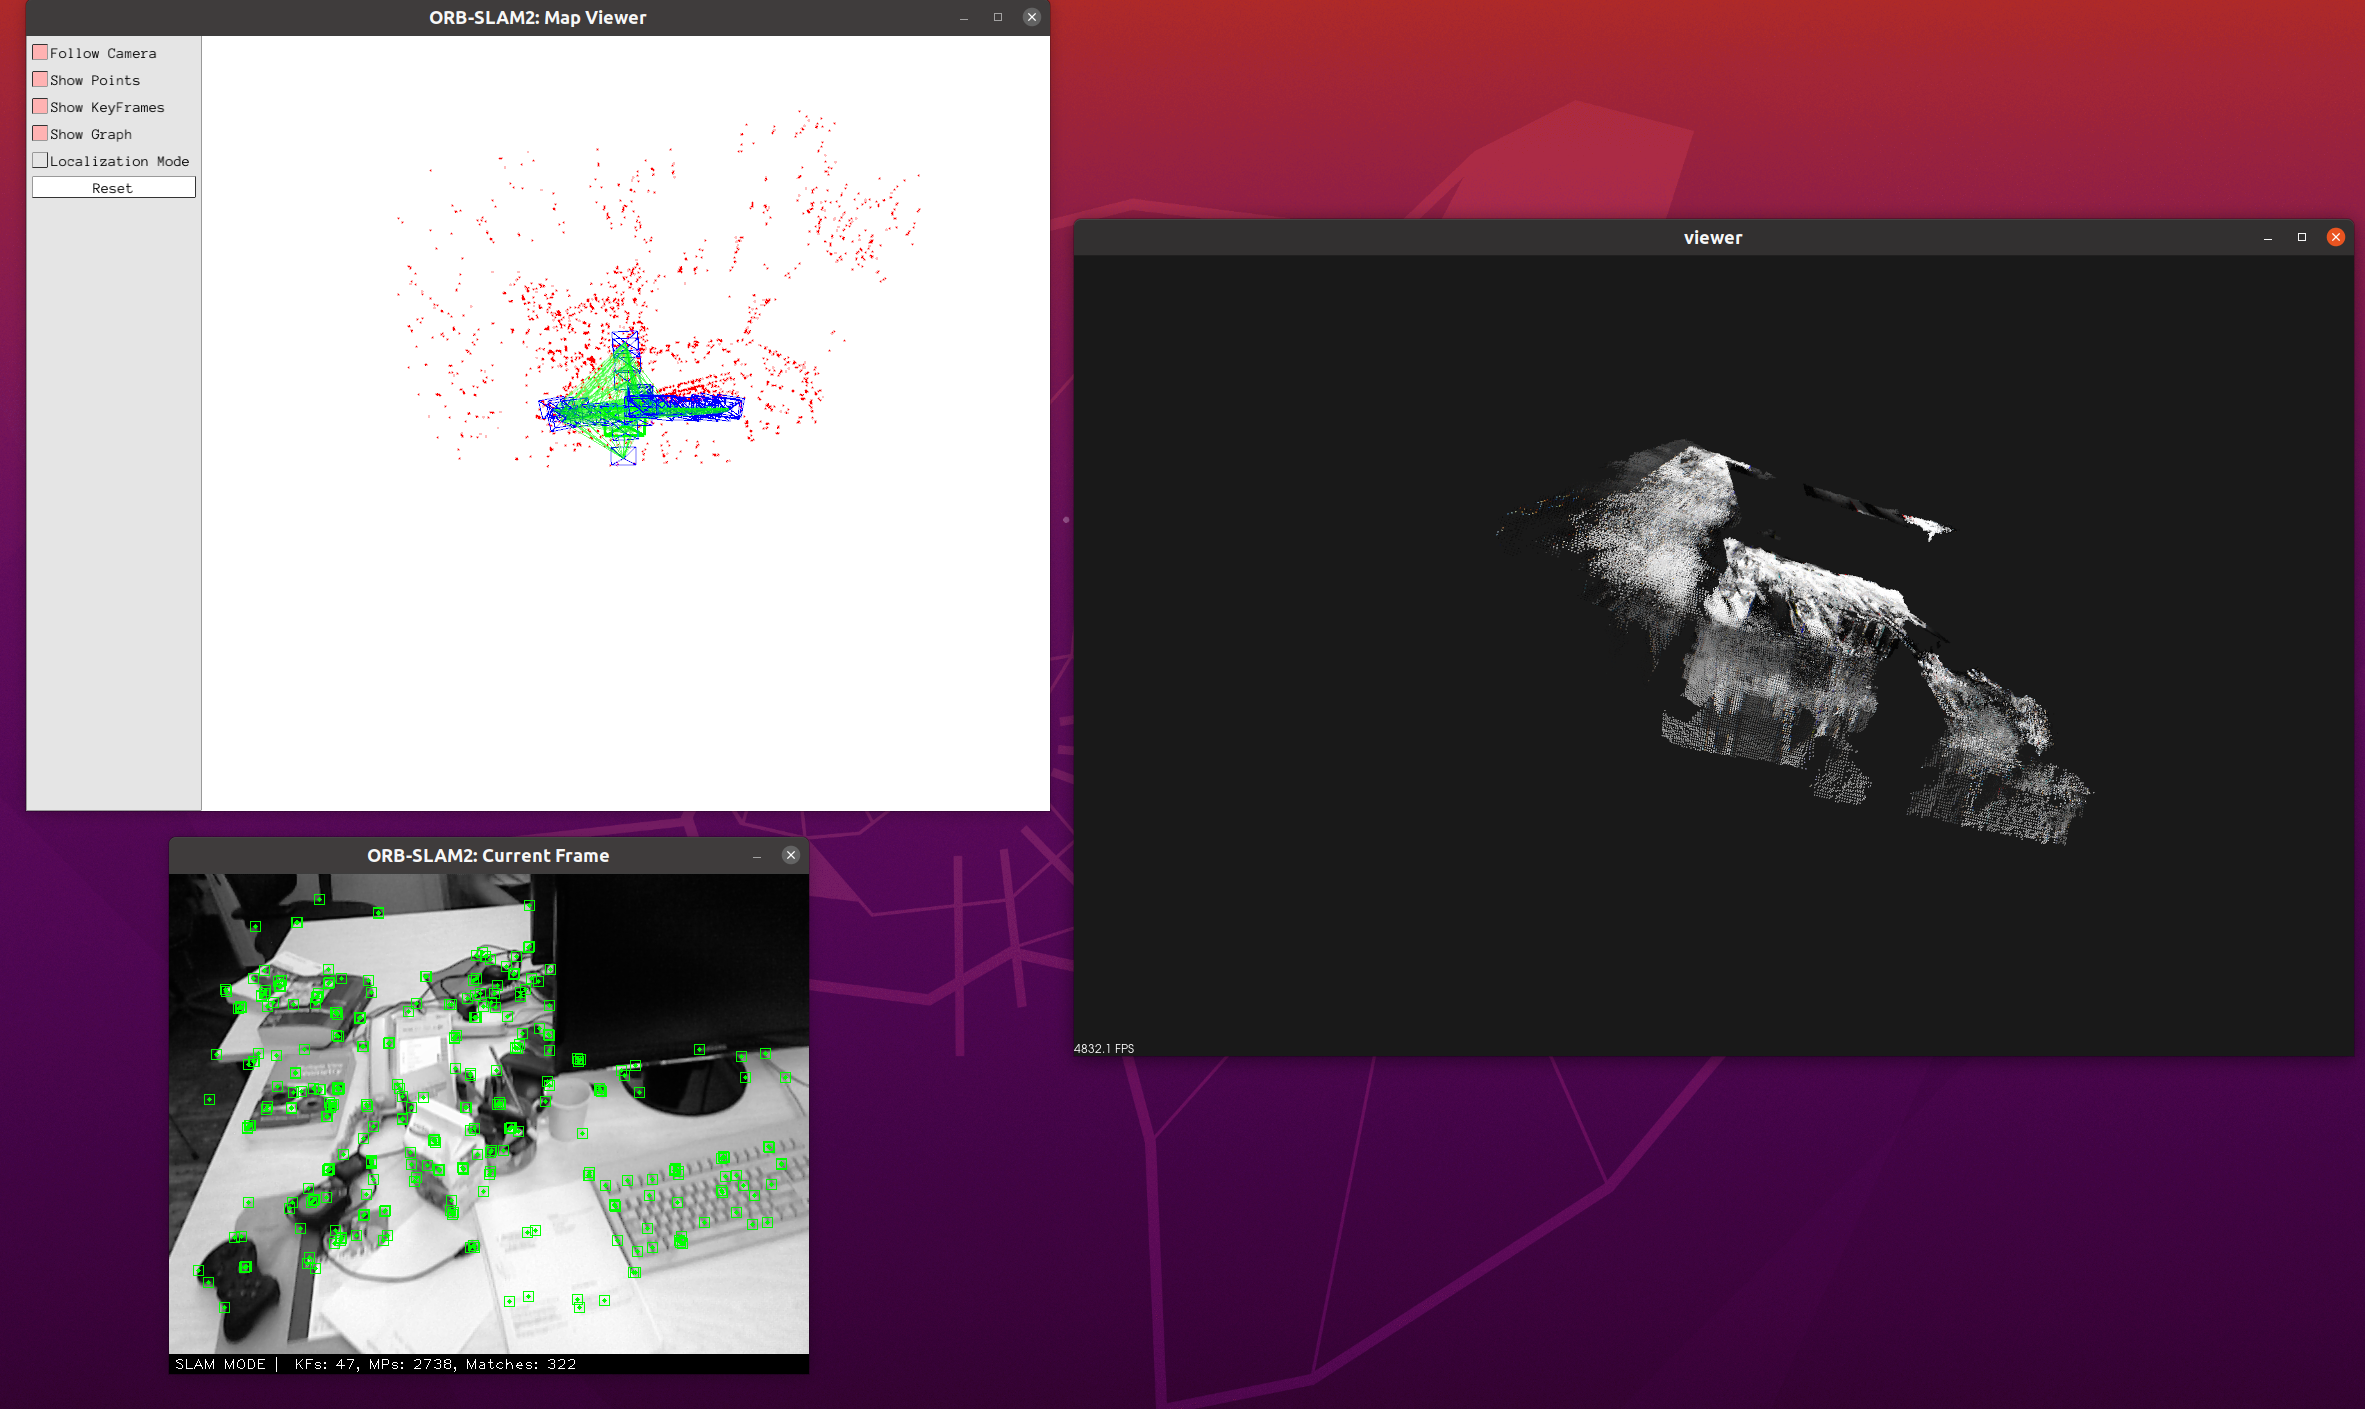 ORB-SLAM2: Map Viewer
Follow Camera
Show Points
Show KeyFrames
Show Graph
Localization Mode
Reset
viewer
4832.1 FPS
ORB-SLAM2: Current Frame
SLAM MODE | KFs: 47, MPs: 2738, Matches: 322